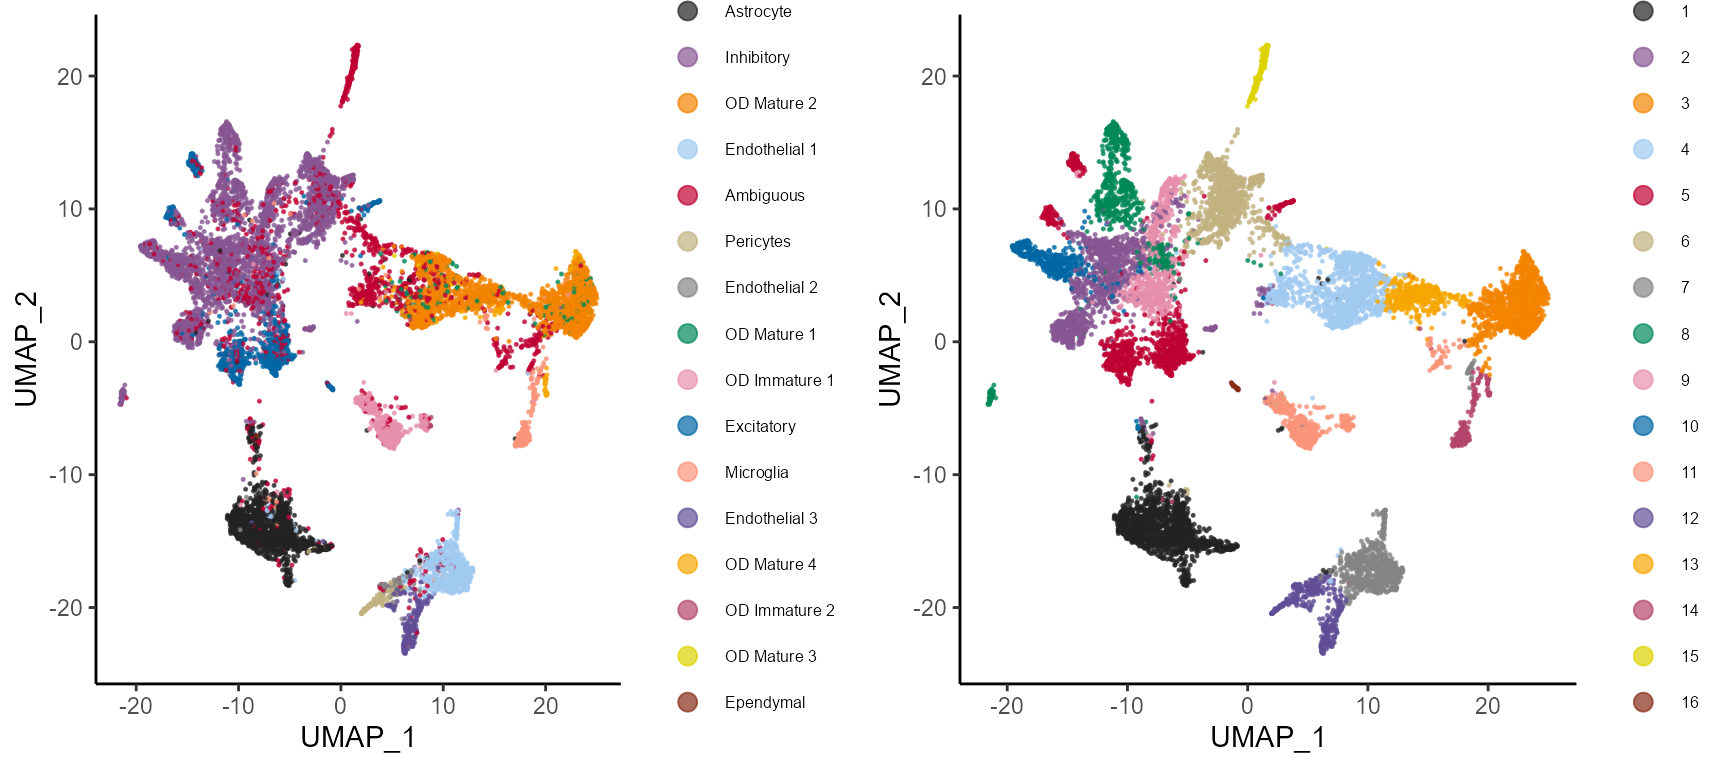 20
10
0
-10
-20
UMAP_2
-20
-10
0
10
20
UMAP_1
Astrocyte
Inhibitory
OD Mature 2
Endothelial 1
Ambiguous
Pericytes
Endothelial 2
OD Mature 1
OD Immature 1
Excitatory
Microglia
Endothelial 3
OD Mature 4
OD Immature 2
OD Mature 3
Ependymal
20
10
0
-10
-20
UMAP_2
-20
-10
0
10
20
UMAP_1
1
2
3
4
5
6
7
8
9
10
11
12
13
14
15
16